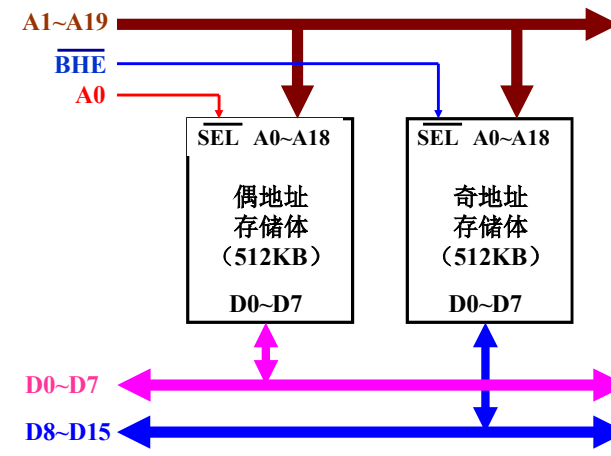 A1~A19
BHE
A0
SEL A0~A18
偶地址
存储体
(512KB)
D0~D7
SEL A0~A18
奇地址
存储体
(512KB)
D0~D7
D0~D7
D8~D15